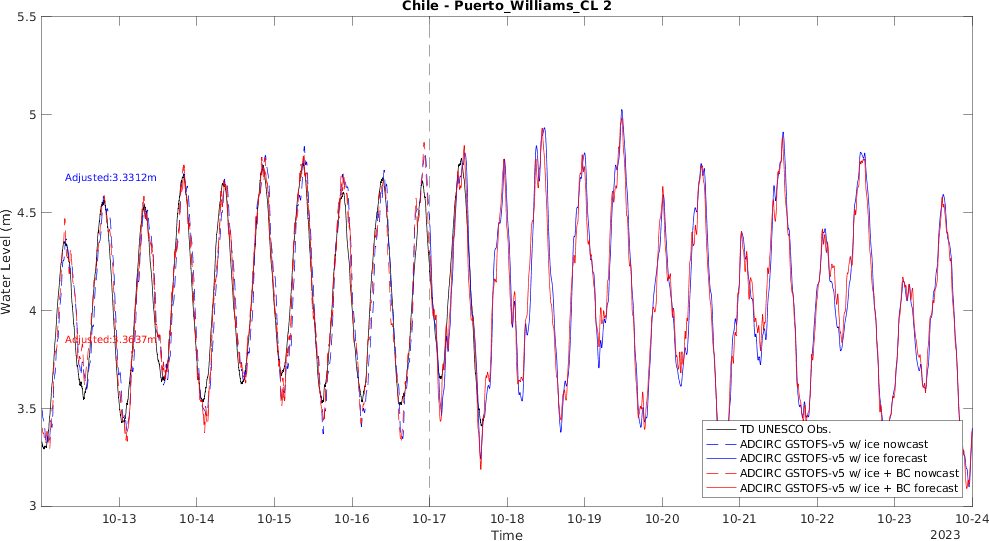 Chile - Puerto_Williams_CL 2
5.5
5
4.5
4
3.5
3
Water Level (m)
Adjusted:3.3312m
Adjusted:3.3637m
TD UNESCO Obs.
ADCIRC GSTOFS-v5 w/ ice nowcast
ADCIRC GSTOFS-v5 w/ ice forecast
ADCIRC GSTOFS-v5 w/ ice + BC nowcast
ADCIRC GSTOFS-v5 w/ ice + BC forecast
10-13 10-14 10-15 10-16 10-17 10-18 10-19 10-20 10-21 10-22 10-23 10-24
Time
2023